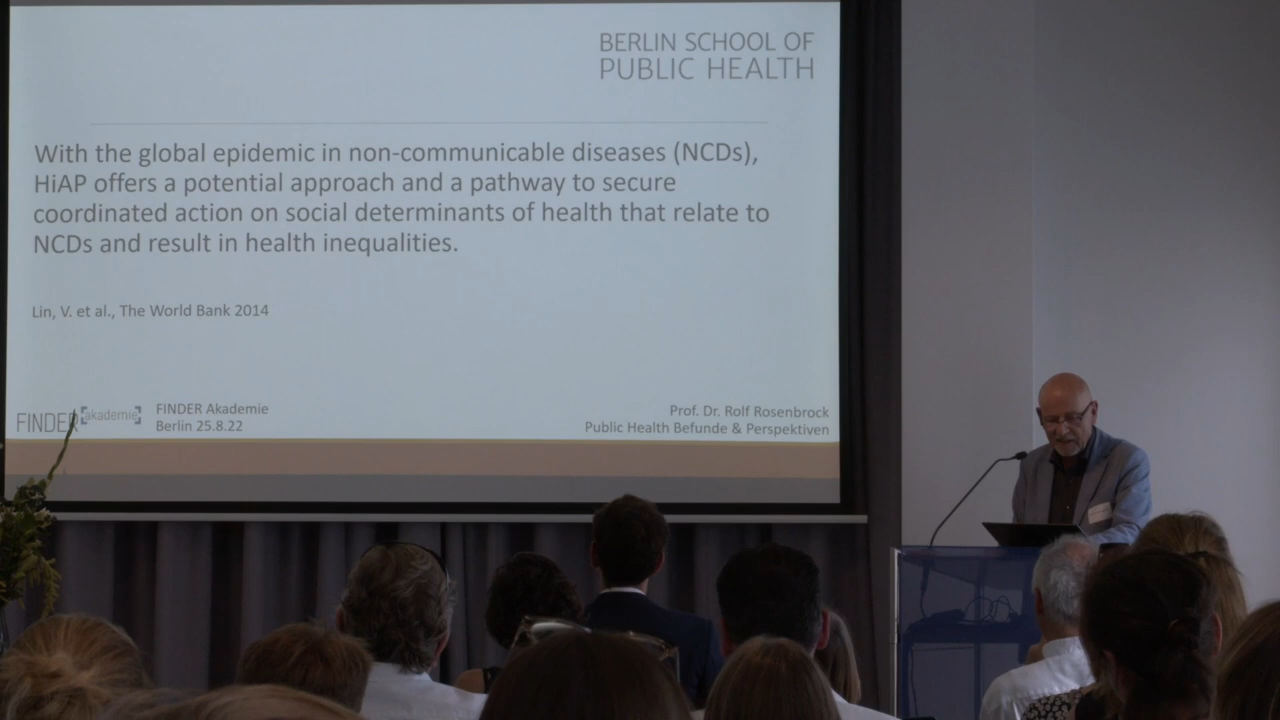 BERLIN SCHOOL OF
PUBLIC HEALTH
With the global epidemic in non-communicable diseases (NCDs),
HiAP offers a potential approach and a pathway to secure
coordinated action on social determinants of health that relate to
NCDs and result in health inequalities.
Lin, V. et al., The World Bank 2014
FINDER akademie
FINDER Akademie
Berlin 25.8.22
Prof. Dr. Rolf Rosenbrock
Public Health Befunde & Perspektiven